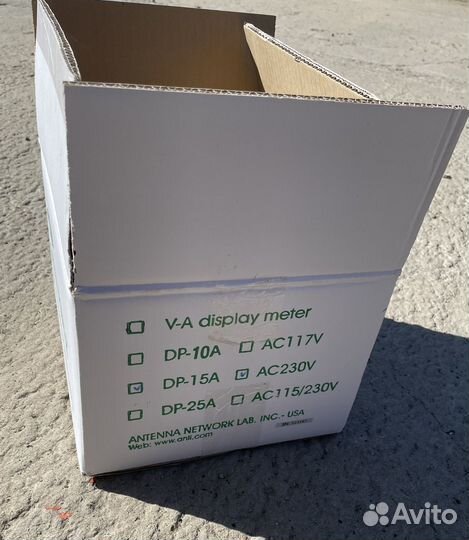 V-A display meter
DP-10A AC117V
DP-15A AC230V
DP-25A AC115/230V
ANTENNA NETWORK LAB. INC.- USA
Web: www.anli.com
Avito